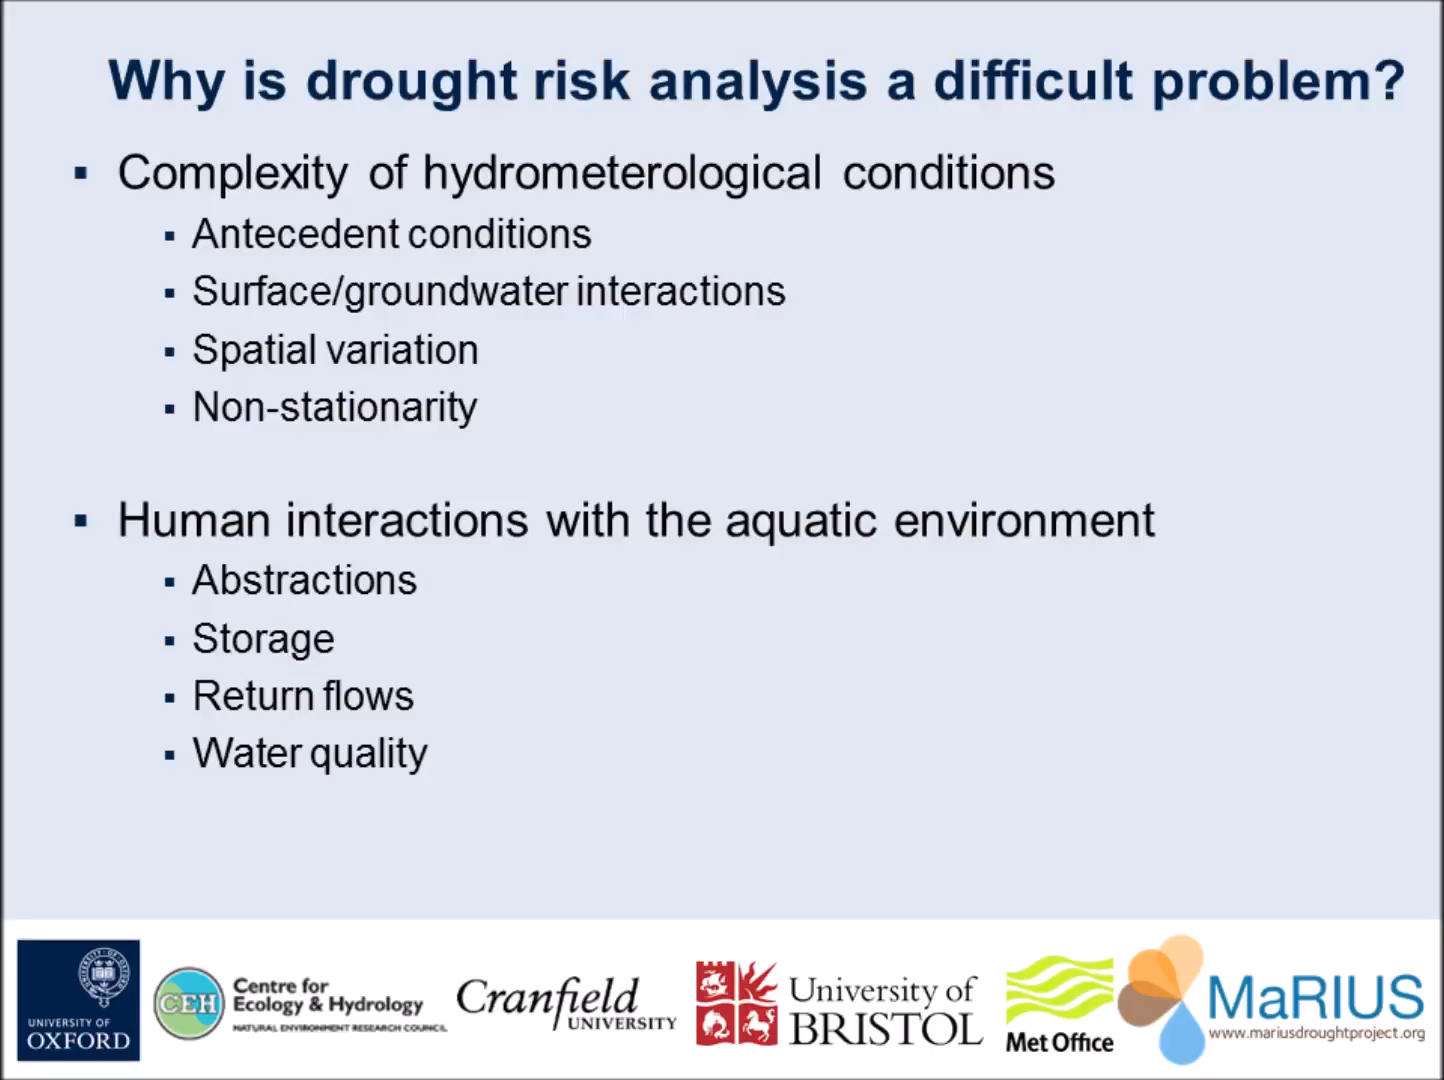 Why is drought risk analysis a difficult problem?
▪ Complexity of hydrometerological conditions
▪ Antecedent conditions
▪ Surface/groundwater interactions
▪ Spatial variation
▪ Non-stationarity
▪ Human interactions with the aquatic environment
▪ Abstractions
▪ Storage
▪ Return flows
▪ Water quality
UNIVERSITY OF
OXFORD
CEH
Centre for
Ecology & Hydrology
NATURAL ENVIRONMENT RESEARCH COUNCIL
Cranfield
UNIVERSITY
University of
BRISTOL
Met Office
MaRIUS
www.mariusdroughtproject.org